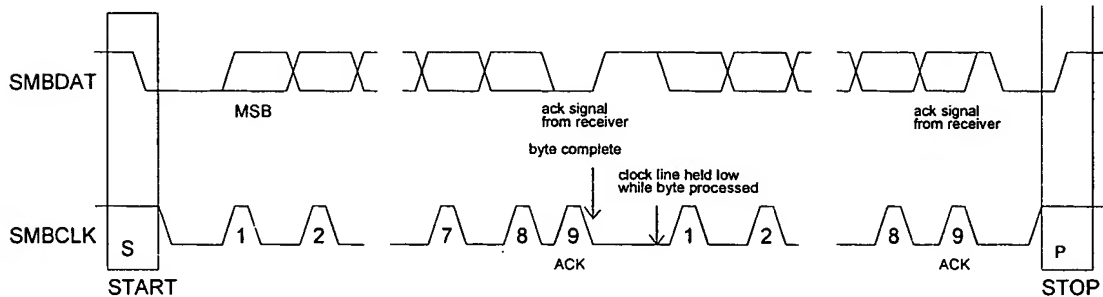 SMBDAT
MSB
ack signal
from receiver
ack signal
from receiver
byte complete
clock line held low
while byte processed
SMBCLK
S 1 2 7 8 9 1 2 8 9 P
ACK ACK
START STOP